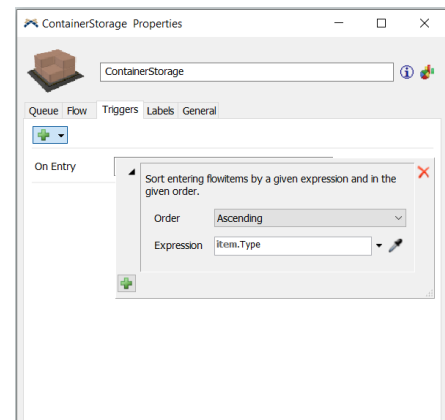 ContainerStorage Properties
ContainerStorage
Queue Flow Triggers Labels General
On Entry
Sort entering flowitems by a given expression and in the
given order.
Order Ascending
Expression item.Type